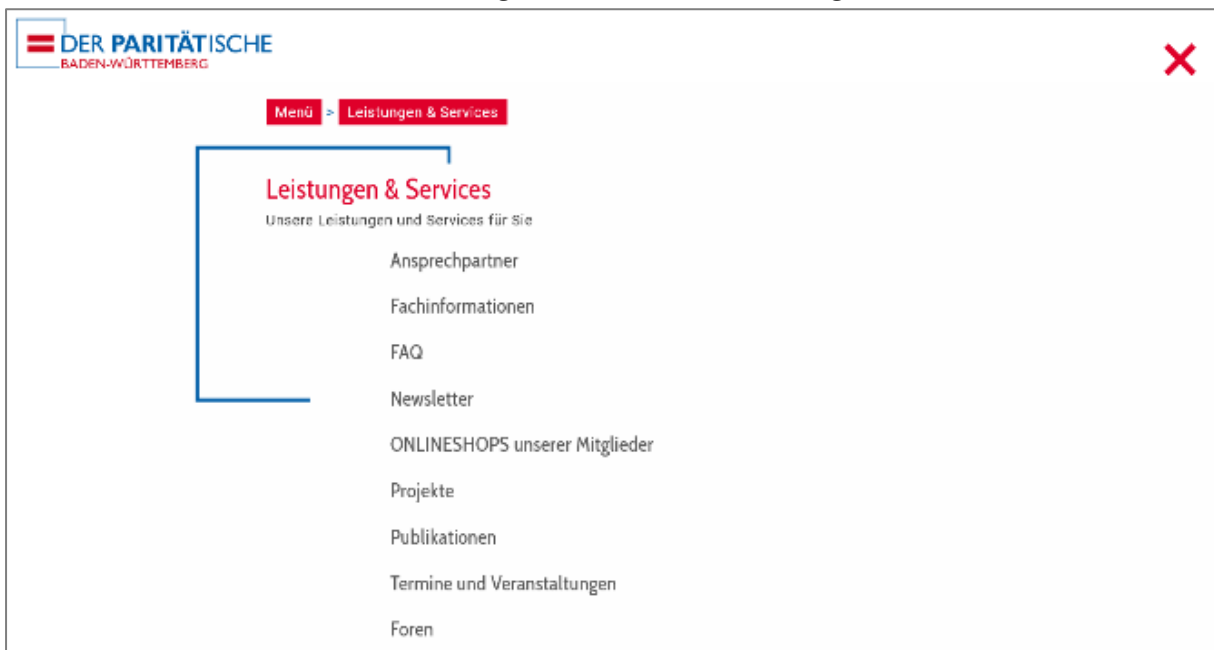 DER PARITÄTISCHE
BADEN-WÜRTTEMBERG
Menü > Leistungen & Services
Leistungen & Services
Unsere Leistungen und Services für Sie
Ansprechpartner
Fachinformationen
FAQ
Newsletter
ONLINESHOPS unserer Mitglieder
Projekte
Publikationen
Termine und Veranstaltungen
Foren